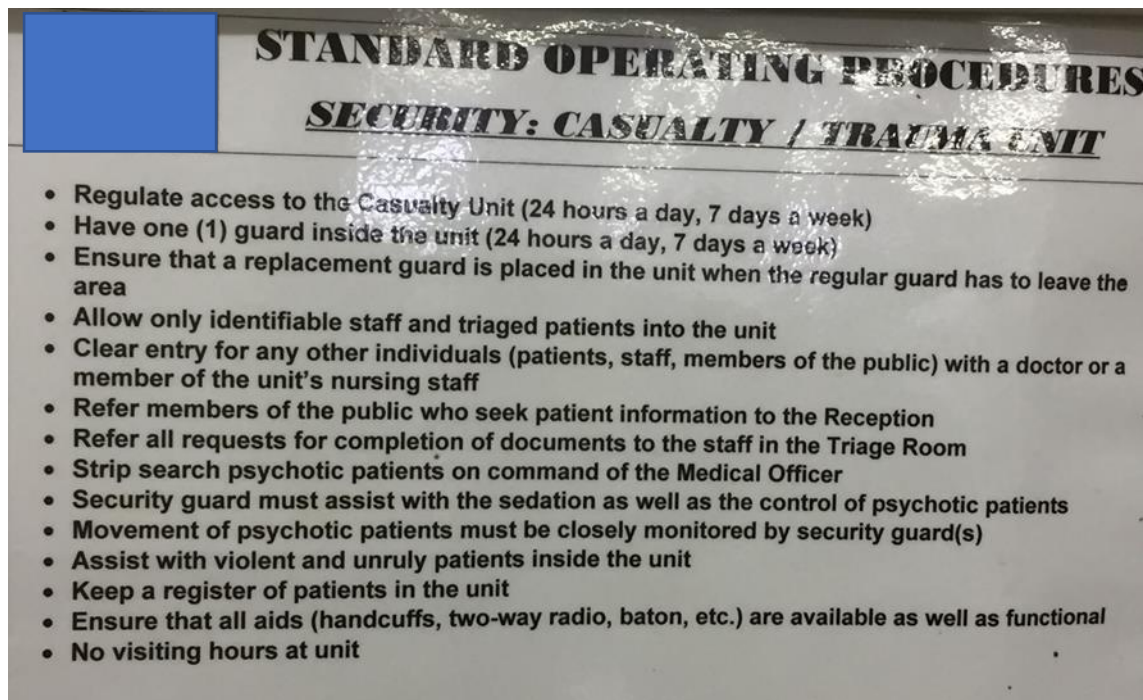 STANDARD OPERATING PROCEDURES
SECURITY: CASUALTY / TRAUMA UNIT
• Regulate access to the Casualty Unit (24 hours a day, 7 days a week)
• Have one (1) guard inside the unit (24 hours a day, 7 days a week)
• Ensure that a replacement guard is placed in the unit when the regular guard has to leave the
area
• Allow only identifiable staff and triaged patients into the unit
• Clear entry for any other individuals (patients, staff, members of the public) with a doctor or a
member of the unit's nursing staff
• Refer members of the public who seek patient information to the Reception
• Refer all requests for completion of documents to the staff in the Triage Room
• Strip search psychotic patients on command of the Medical Officer
• Security guard must assist with the sedation as well as the control of psychotic patients
• Movement of psychotic patients must be closely monitored by security guard(s)
• Assist with violent and unruly patients inside the unit
• Keep a register of patients in the unit
• Ensure that all aids (handcuffs, two-way radio, baton, etc.) are available as well as functional
• No visiting hours at unit